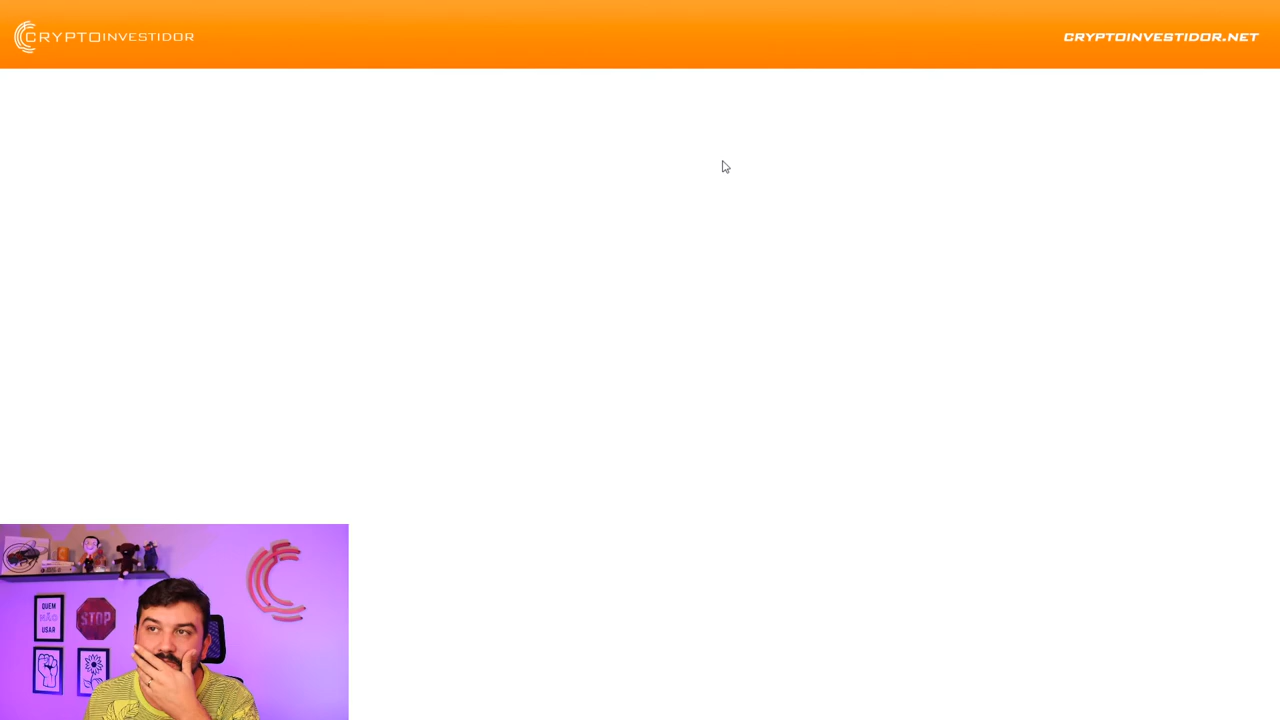 CRYPTOINVESTIDOR
CRYPTOINVESTIDOR.NET
QUEM
NÃO
USAR
STOP